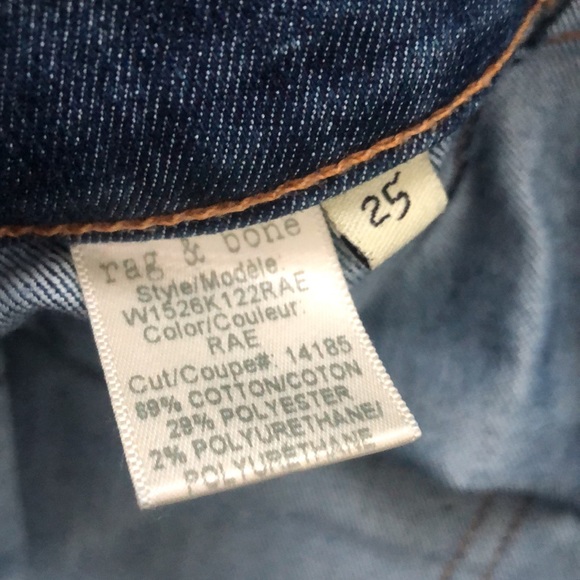 rag & bone
Style/Modèle:
W1526K122RAE
Color/Couleur:
RAE
Cut/Coupe#: 14185
69% COTTON/COTON
29% POLYESTER
2% POLYURETHANE/
POLYURETHANE
25